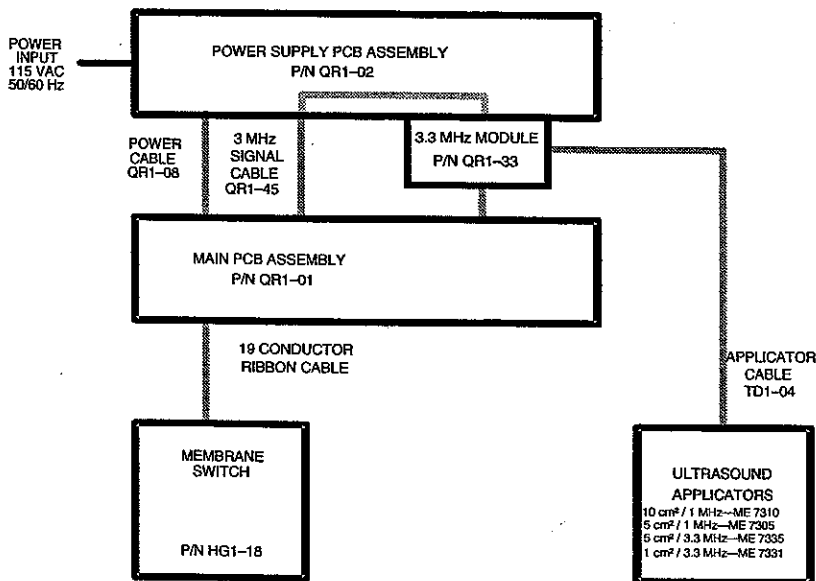 POWER
INPUT
115 VAC
50/60 Hz
POWER SUPPLY PCB ASSEMBLY
P/N QR1-02
POWER
CABLE
QR1-08
3 MHz
SIGNAL
CABLE
QR1-45
3.3 MHz MODULE
P/N QR1-33
MAIN PCB ASSEMBLY
P/N QR1-01
19 CONDUCTOR
RIBBON CABLE
APPLICATOR
CABLE
TD1-04
MEMBRANE
SWITCH
P/N HG1-18
ULTRASOUND
APPLICATORS
10 cm² / 1 MHz—ME 7310
5 cm² / 1 MHz—ME 7305
5 cm² / 3.3 MHz—ME 7335
1 cm² / 3.3 MHz—ME 7331